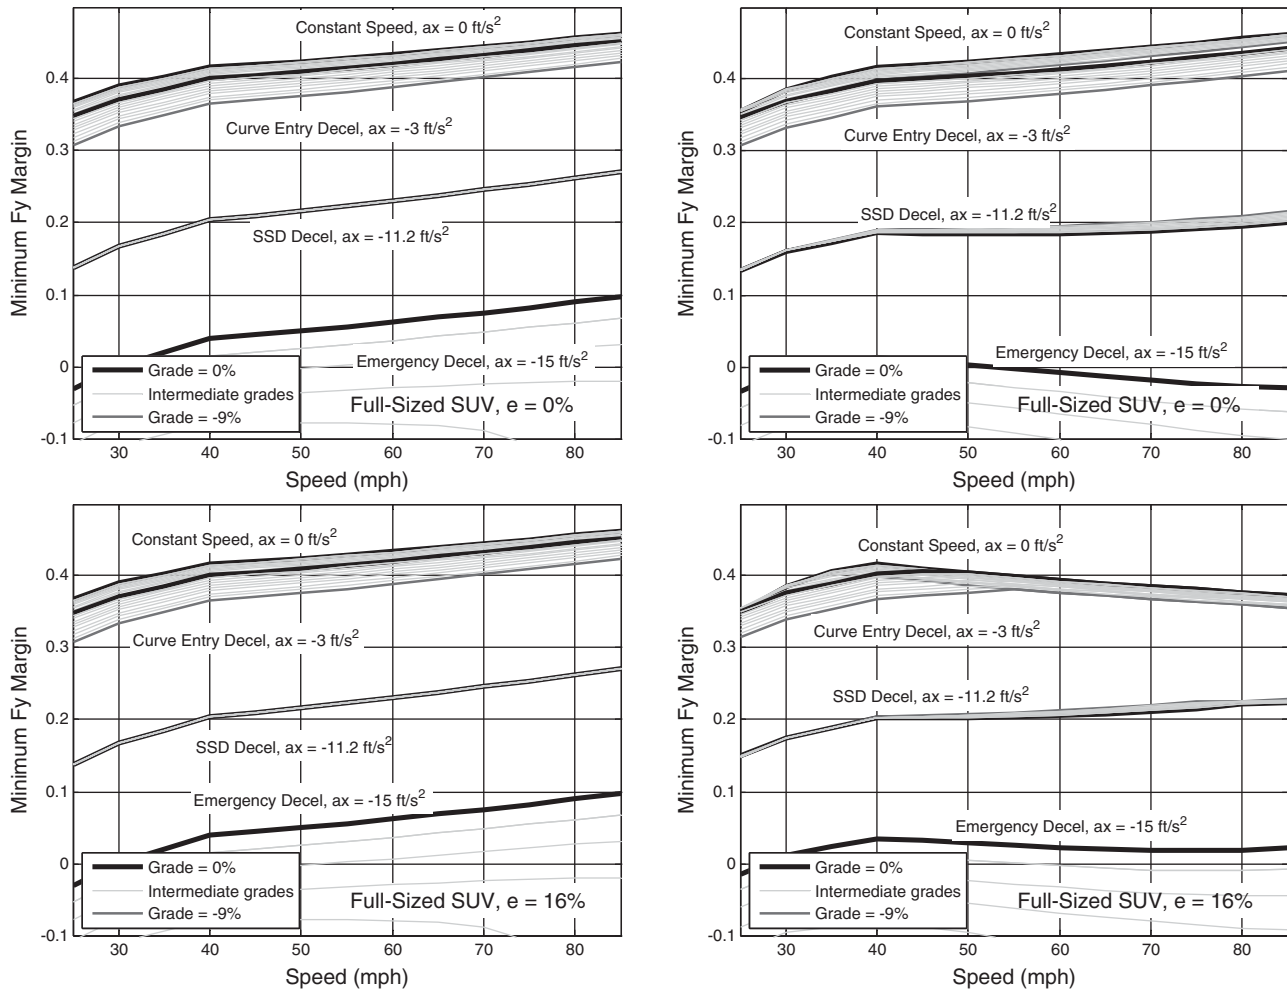 Constant Speed, ax = 0 ft/s²
0.4
Curve Entry Decel, ax = -3 ft/s²
0.3
0.2
SSD Decel, ax = -11.2 ft/s²
0.1
Emergency Decel, ax = -15 ft/s²
0
Grade = 0%
Intermediate grades
Grade = -9%
Full-Sized SUV, e = 0%
-0.1
30 40 50 60 70 80
Speed (mph)
Minimum Fy Margin
Constant Speed, ax = 0 ft/s²
0.4
Curve Entry Decel, ax = -3 ft/s²
0.3
SSD Decel, ax = -11.2 ft/s²
0.2
0.1
Emergency Decel, ax = -15 ft/s²
0
Grade = 0%
Intermediate grades
Grade = -9%
Full-Sized SUV, e = 0%
-0.1
30 40 50 60 70 80
Speed (mph)
Minimum Fy Margin
Constant Speed, ax = 0 ft/s²
0.4
Curve Entry Decel, ax = -3 ft/s²
0.3
0.2
SSD Decel, ax = -11.2 ft/s²
0.1
Emergency Decel, ax = -15 ft/s²
0
Grade = 0%
Intermediate grades
Grade = -9%
Full-Sized SUV, e = 16%
-0.1
30 40 50 60 70 80
Speed (mph)
Minimum Fy Margin
Constant Speed, ax = 0 ft/s²
0.4
Curve Entry Decel, ax = -3 ft/s²
0.3
SSD Decel, ax = -11.2 ft/s²
0.2
0.1
Emergency Decel, ax = -15 ft/s²
0
Grade = 0%
Intermediate grades
Grade = -9%
Full-Sized SUV, e = 16%
-0.1
30 40 50 60 70 80
Speed (mph)
Minimum Fy Margin